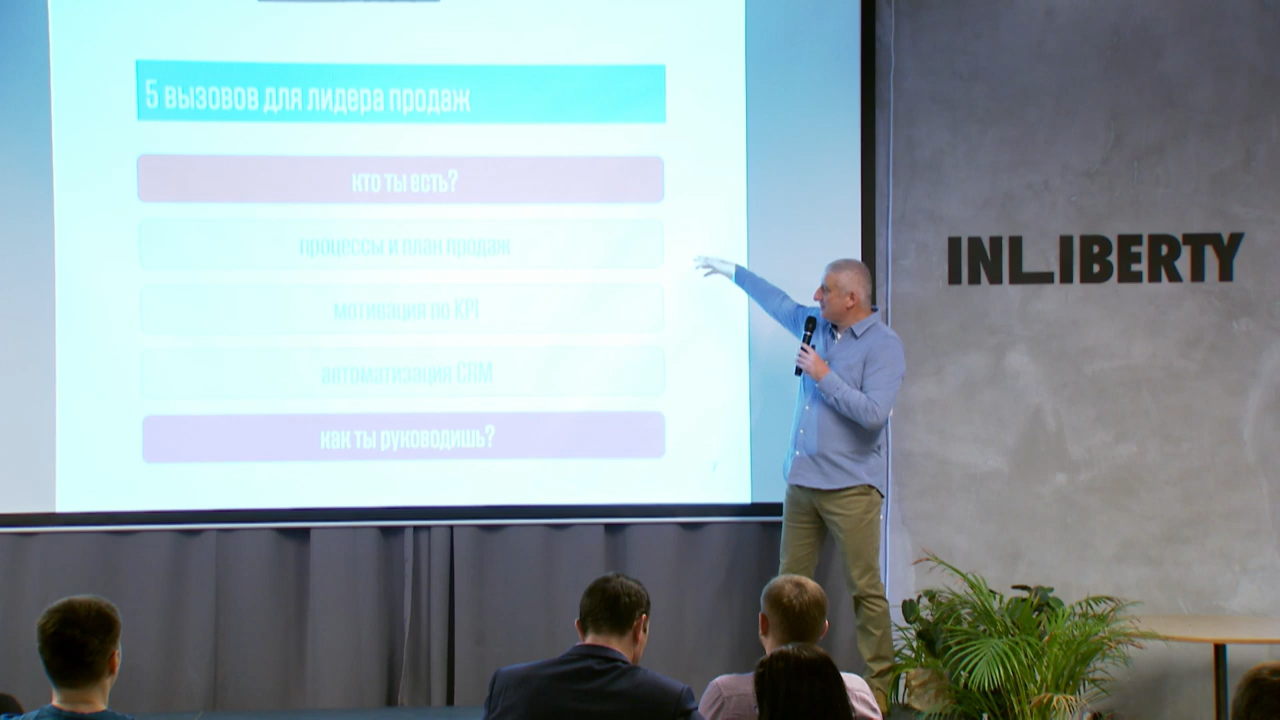 5 вызовов для лидера продаж
кто ты есть?
процессы и план продаж
мотивация по KPI
автоматизация CRM
как ты руководишь?
INLIBERTY